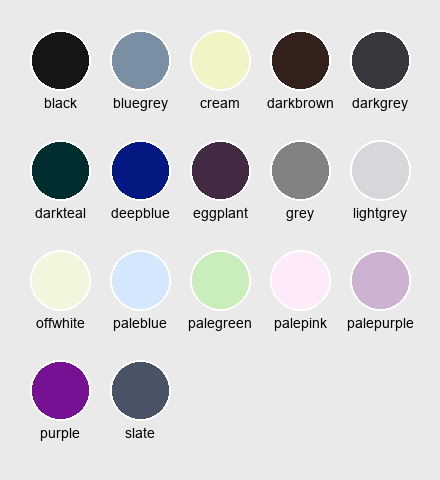 black bluegrey cream darkbrown darkgrey
darkteal deepblue eggplant grey lightgrey
offwhite paleblue palegreen palepink palepurple
purple slate